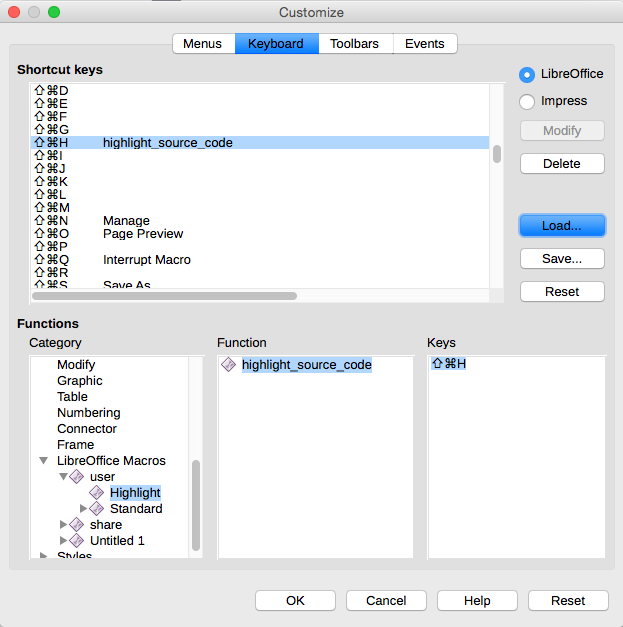 Customize
Menus Keyboard Toolbars Events
Shortcut keys
⇧⌘D
⇧⌘E
⇧⌘F
⇧⌘G
⇧⌘H highlight_source_code
⇧⌘I
⇧⌘J
⇧⌘K
⇧⌘L
⇧⌘M
⇧⌘N Manage
⇧⌘O Page Preview
⇧⌘P
⇧⌘Q Interrupt Macro
⇧⌘R
⇧⌘S Save As
LibreOffice
Impress
Modify
Delete
Load...
Save...
Reset
Functions
Category
Modify
Graphic
Table
Numbering
Connector
Frame
LibreOffice Macros
user
Highlight
Standard
share
Untitled 1
Styles
Function
highlight_source_code
Keys
⇧⌘H
OK Cancel Help Reset